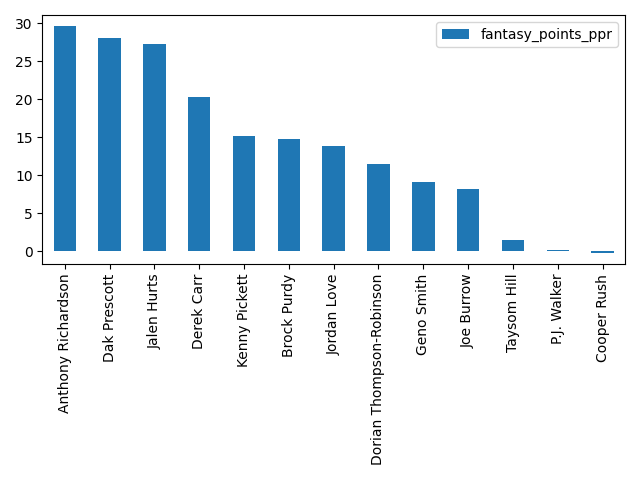 30
25
20
15
10
5
0
fantasy_points_ppr
Anthony Richardson
Dak Prescott
Jalen Hurts
Derek Carr
Kenny Pickett
Brock Purdy
Jordan Love
Dorian Thompson-Robinson
Geno Smith
Joe Burrow
Taysom Hill
P.J. Walker
Cooper Rush